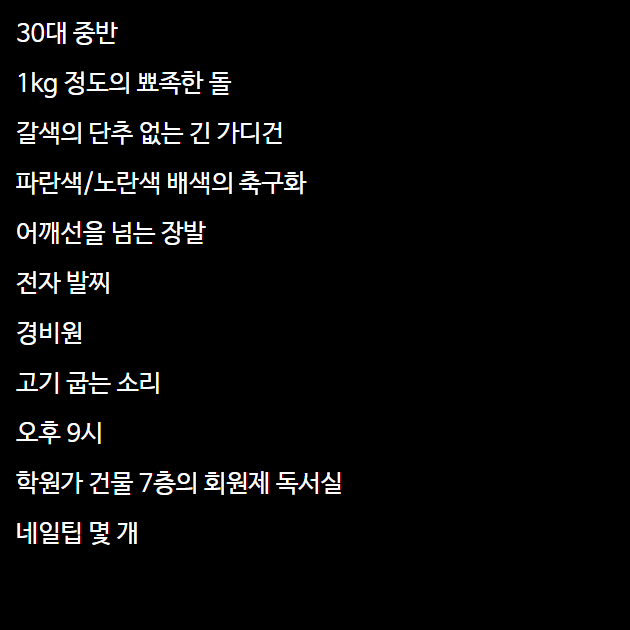 30대 중반
1kg 정도의 뾰족한 돌
갈색의 단추 없는 긴 가디건
파란색/노란색 배색의 축구화
어깨선을 넘는 장발
전자 발찌
경비원
고기 굽는 소리
오후 9시
학원가 건물 7층의 회원제 독서실
네일팁 몇 개